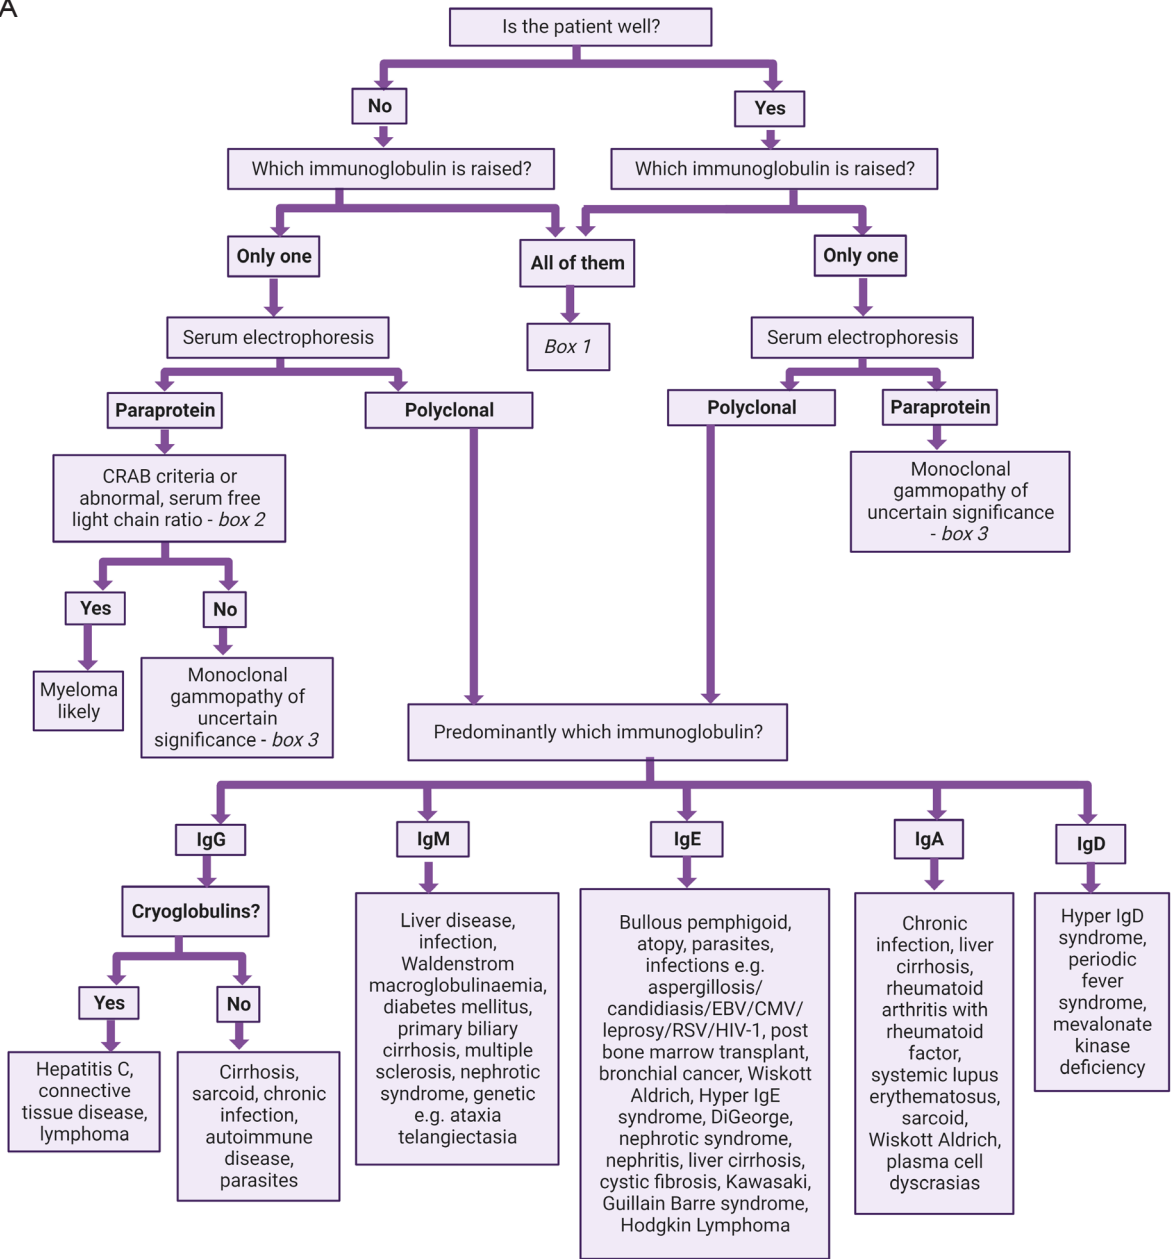 A
Is the patient well?
No
Yes
Which immunoglobulin is raised?
Which immunoglobulin is raised?
Only one
All of them
Only one
Serum electrophoresis
Box 1
Serum electrophoresis
Paraprotein
Polyclonal
Polyclonal
Paraprotein
CRAB criteria or
abnormal, serum free
light chain ratio - box 2
Monoclonal
gammopathy of
uncertain significance
- box 3
Yes
No
Myeloma
likely
Monoclonal
gammopathy of
uncertain
significance - box 3
Predominantly which immunoglobulin?
IgG
IgM
IgE
IgA
IgD
Cryoglobulins?
Yes
No
Hepatitis C,
connective
tissue disease,
lymphoma
Cirrhosis,
sarcoid, chronic
infection,
autoimmune
disease,
parasites
Liver disease,
infection,
Waldenstrom
macroglobulinaemia,
diabetes mellitus,
primary biliary
cirrhosis, multiple
sclerosis, nephrotic
syndrome, genetic
e.g. ataxia
telangiectasia
Bullous pemphigoid,
atopy, parasites,
infections e.g.
aspergillosis/
candidiasis/EBV/CMV/
leprosy/RSV/HIV-1, post
bone marrow transplant,
bronchial cancer, Wiskott
Aldrich, Hyper IgE
syndrome, DiGeorge,
nephrotic syndrome,
nephritis, liver cirrhosis,
cystic fibrosis, Kawasaki,
Guillain Barre syndrome,
Hodgkin Lymphoma
Chronic
infection, liver
cirrhosis,
rheumatoid
arthritis with
rheumatoid
factor,
systemic lupus
erythematosus,
sarcoid,
Wiskott Aldrich,
plasma cell
dyscrasias
Hyper IgD
syndrome,
periodic
fever
syndrome,
mevalonate
kinase
deficiency